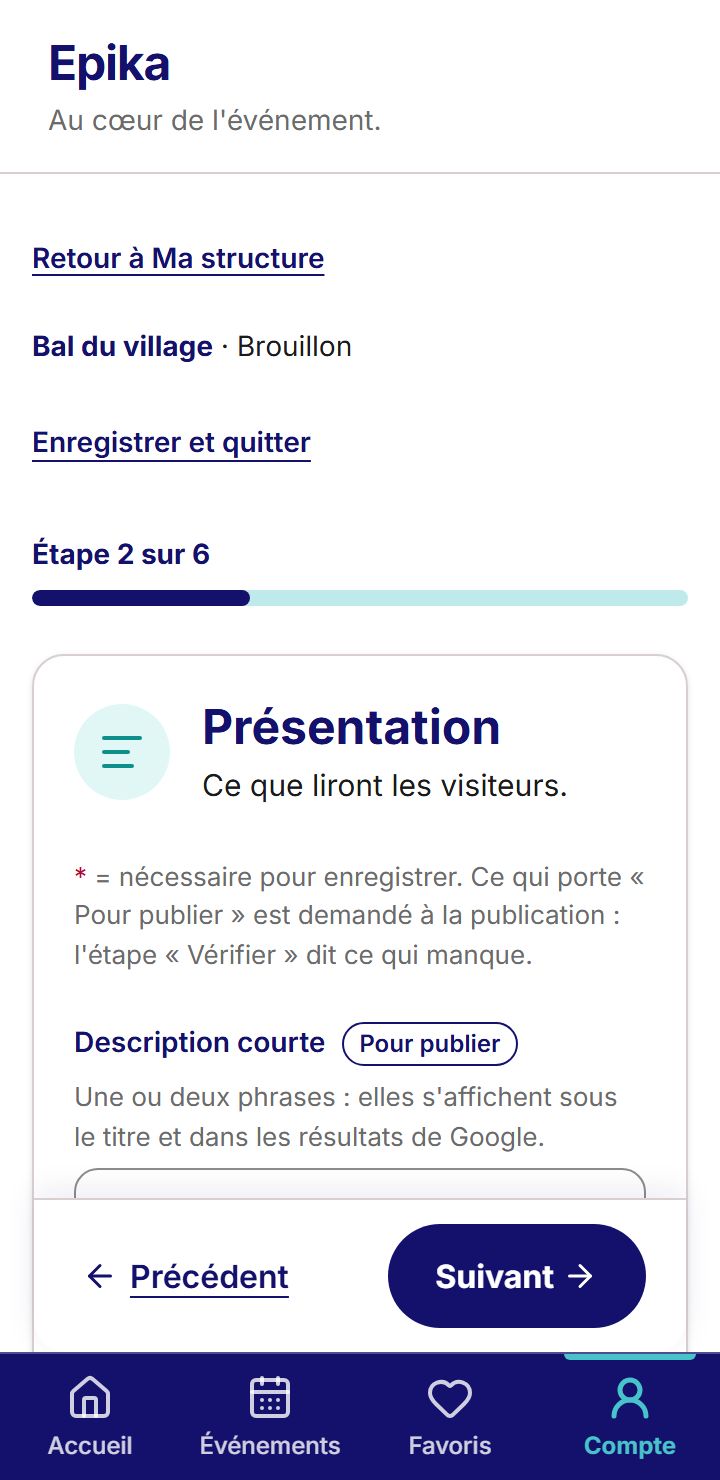 Epika
Au cœur de l'événement.
Retour à Ma structure
Bal du village · Brouillon
Enregistrer et quitter
Étape 2 sur 6
Présentation
Ce que liront les visiteurs.
* = nécessaire pour enregistrer. Ce qui porte «
Pour publier » est demandé à la publication :
l'étape « Vérifier » dit ce qui manque.
Description courte Pour publier
Une ou deux phrases : elles s'affichent sous
le titre et dans les résultats de Google.
← Précédent Suivant →
Accueil Événements Favoris Compte